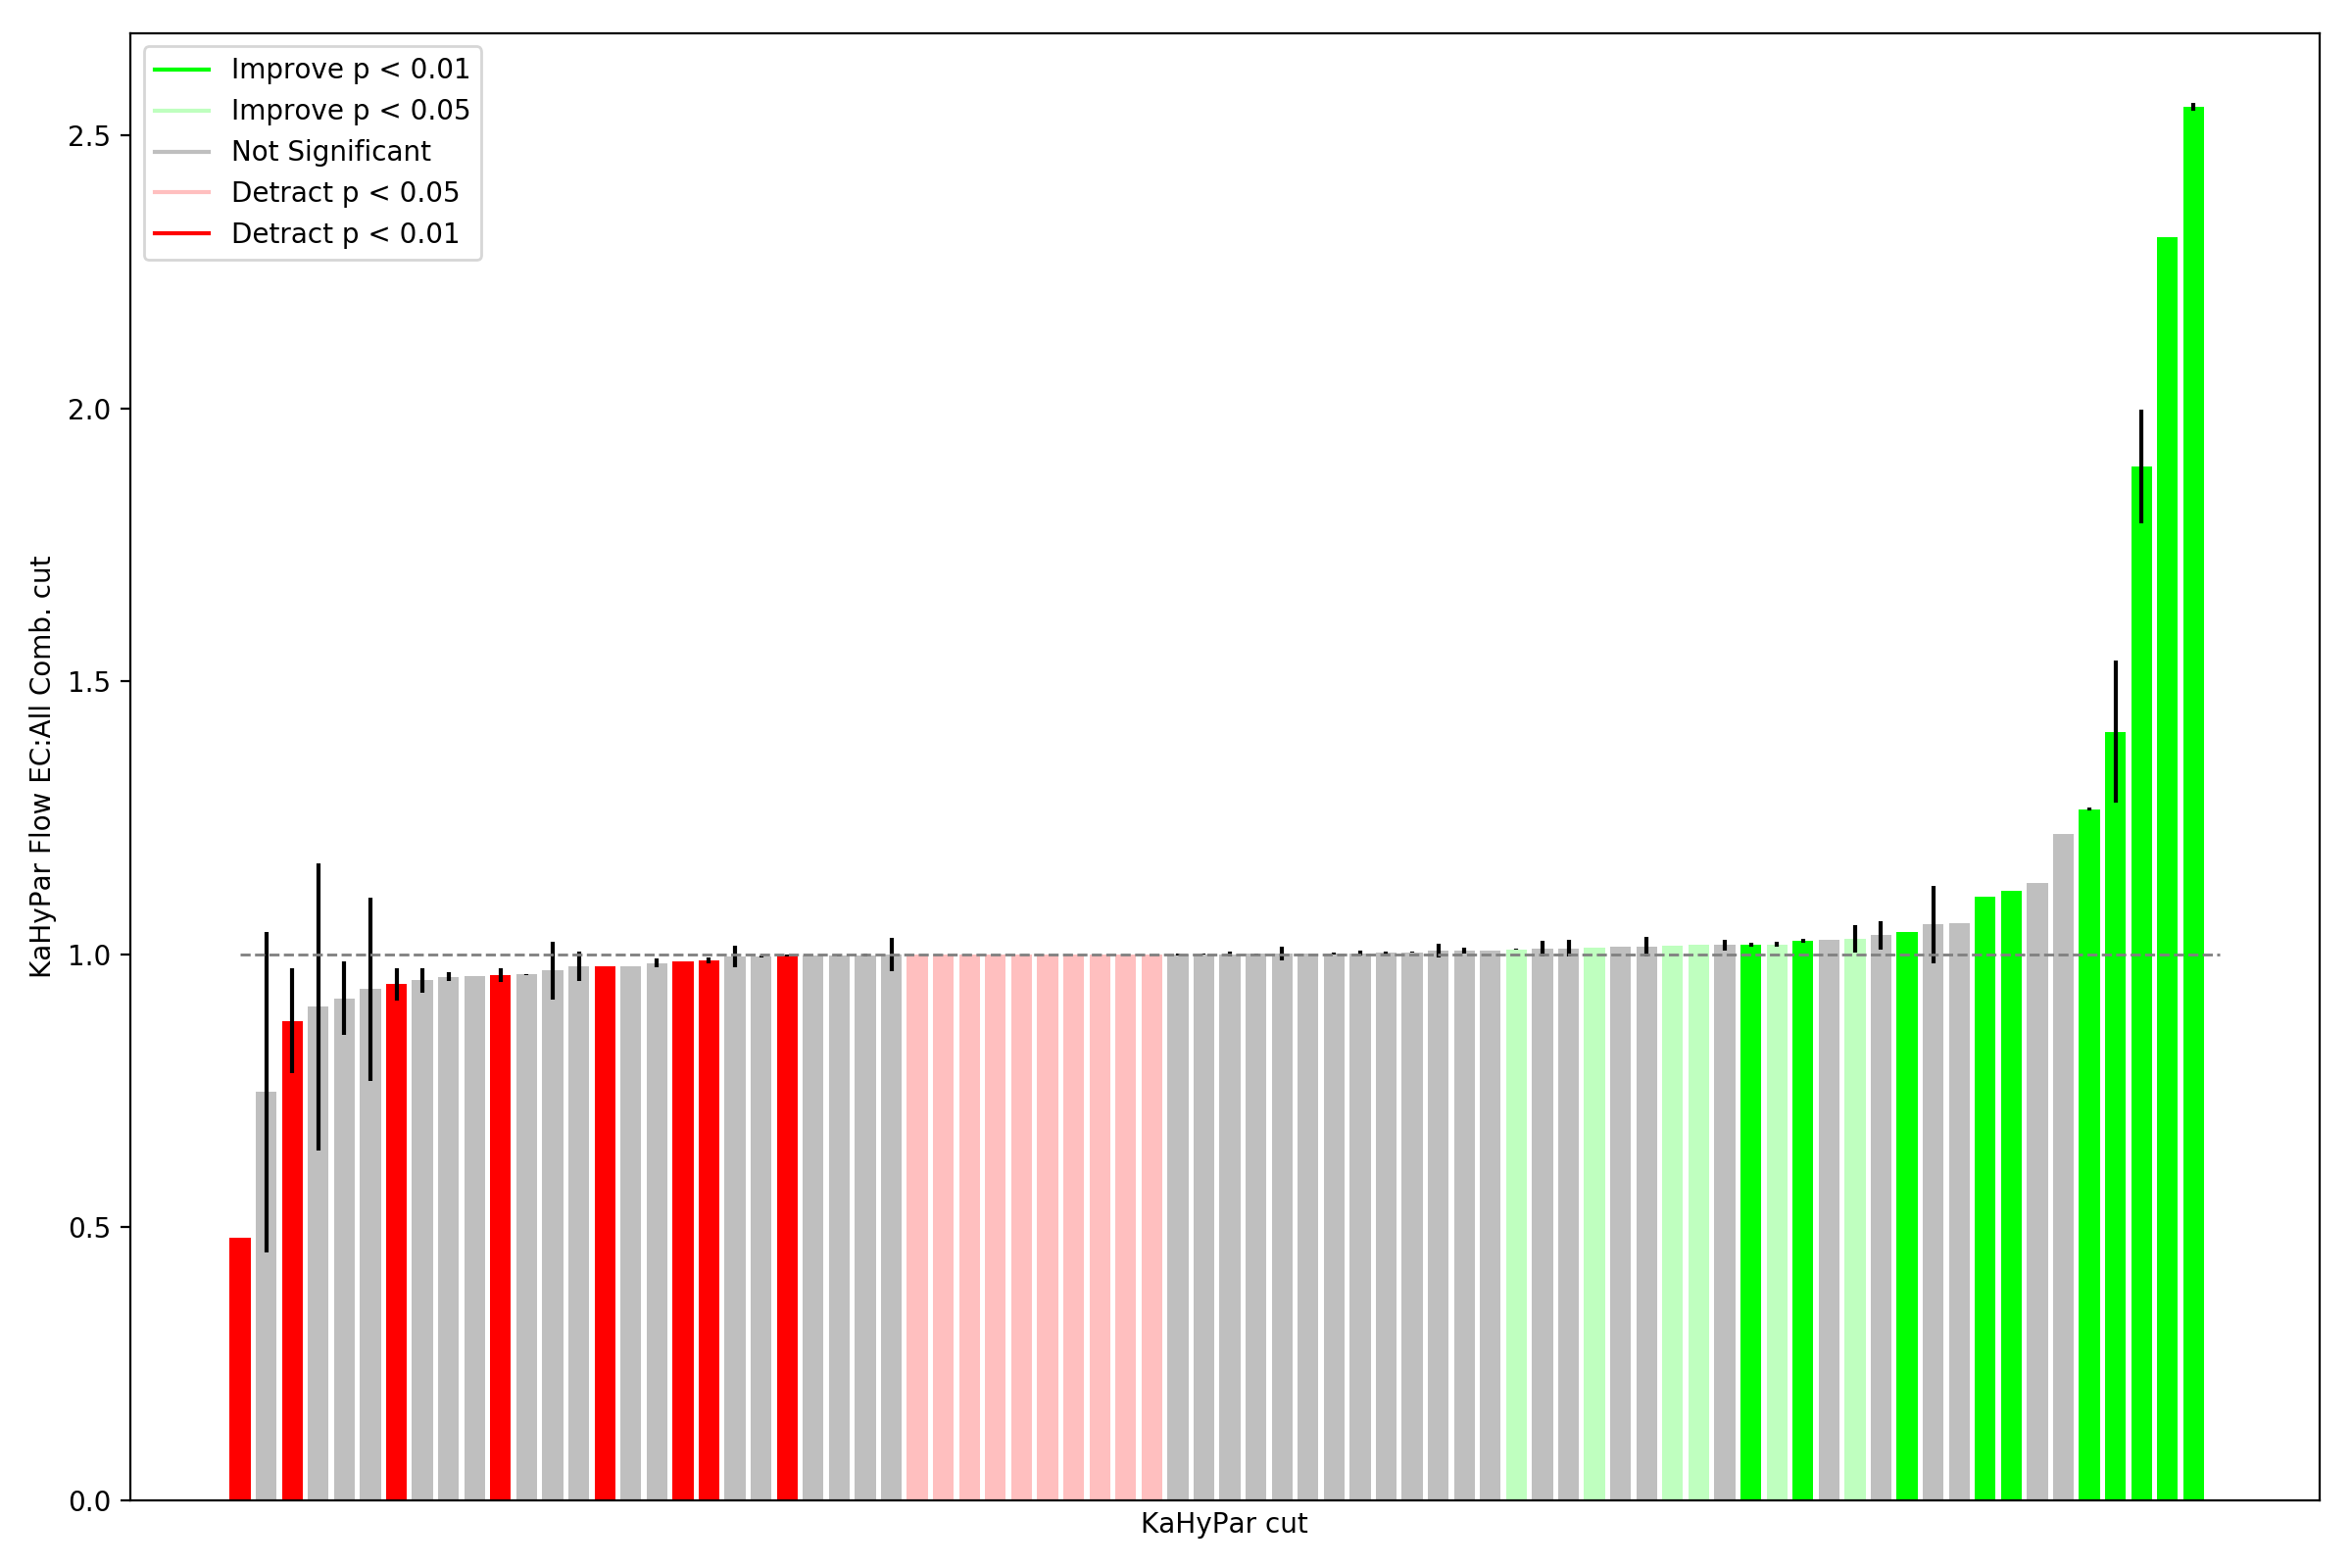 Improve p < 0.01
Improve p < 0.05
Not Significant
Detract p < 0.05
Detract p < 0.01
KaHyPar Flow EC:All Comb. cut
2.5
2.0
1.5
1.0
0.5
0.0
KaHyPar cut